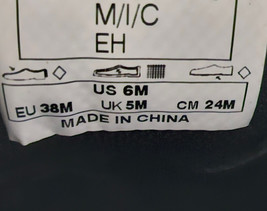 M/I/C
EH
US 6M
EU 38M UK 5M CM 24M
MADE IN CHINA